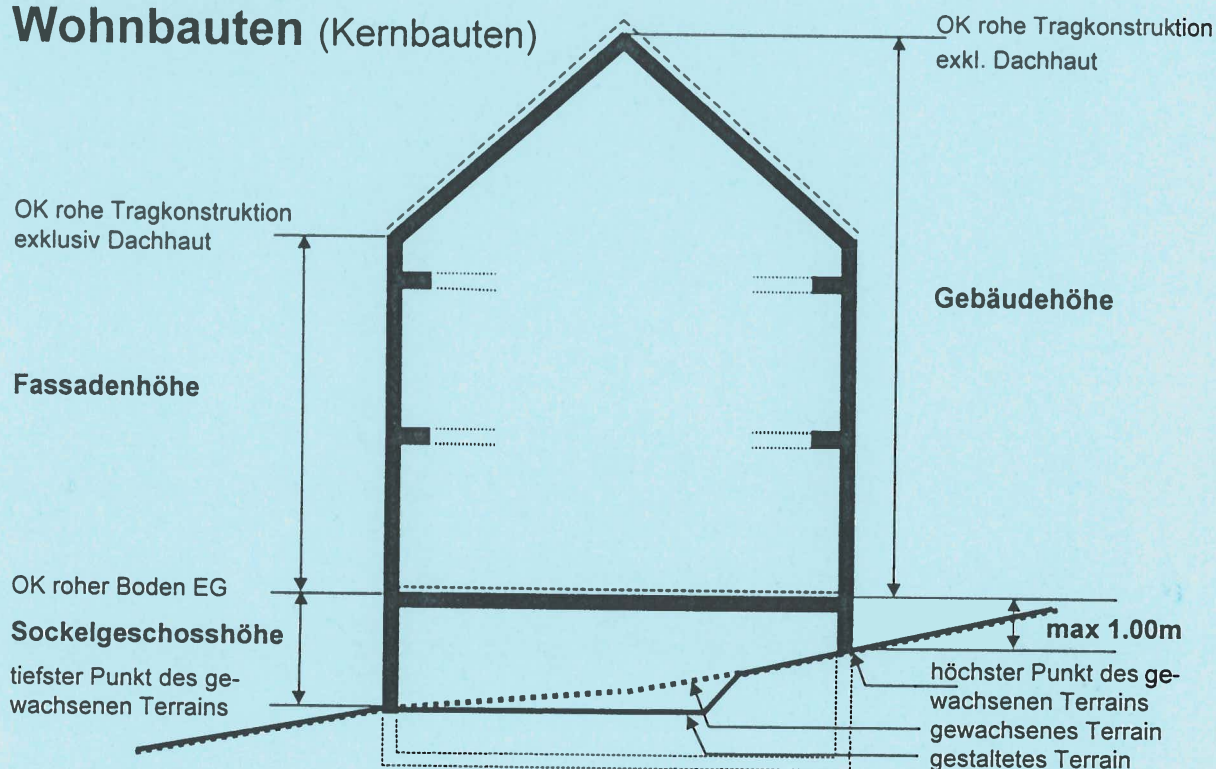 Wohnbauten (Kernbauten)
OK rohe Tragkonstruktion
exkl. Dachhaut
OK rohe Tragkonstruktion
exklusiv Dachhaut
Gebäudehöhe
Fassadenhöhe
OK roher Boden EG
Sockelgeschosshöhe
max 1.00m
tiefster Punkt des ge-
wachsenen Terrains
höchster Punkt des ge-
wachsenen Terrains
gewachsenes Terrain
gestaltetes Terrain